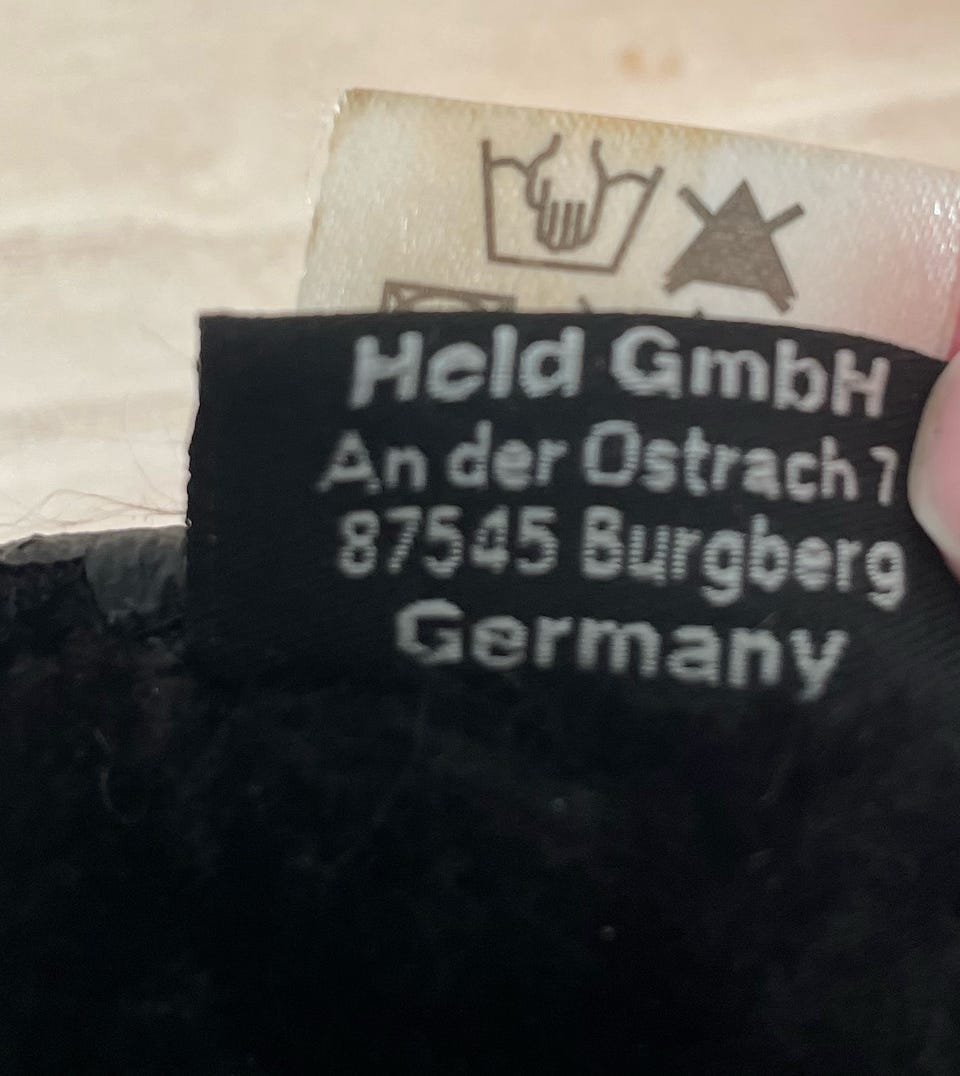 Held GmbH
An der Ostrach 7
87545 Burgberg
Germany